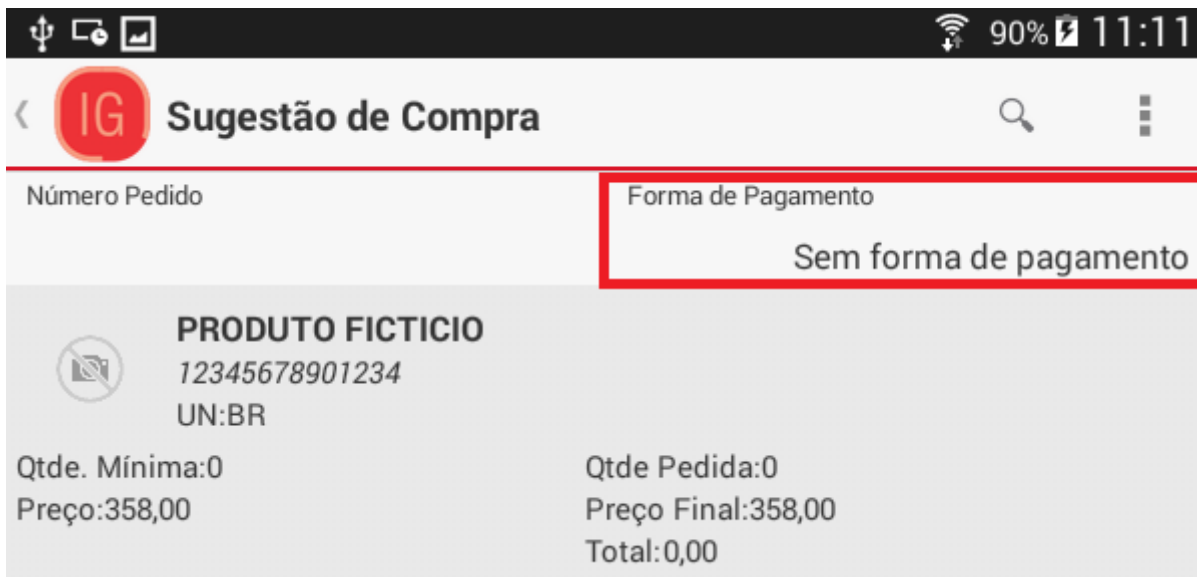 90% 11:11
IG Sugestão de Compra
Número Pedido
Forma de Pagamento
Sem forma de pagamento
PRODUTO FICTICIO
12345678901234
UN:BR
Qtde. Mínima:0
Qtde Pedida:0
Preço:358,00
Preço Final:358,00
Total:0,00